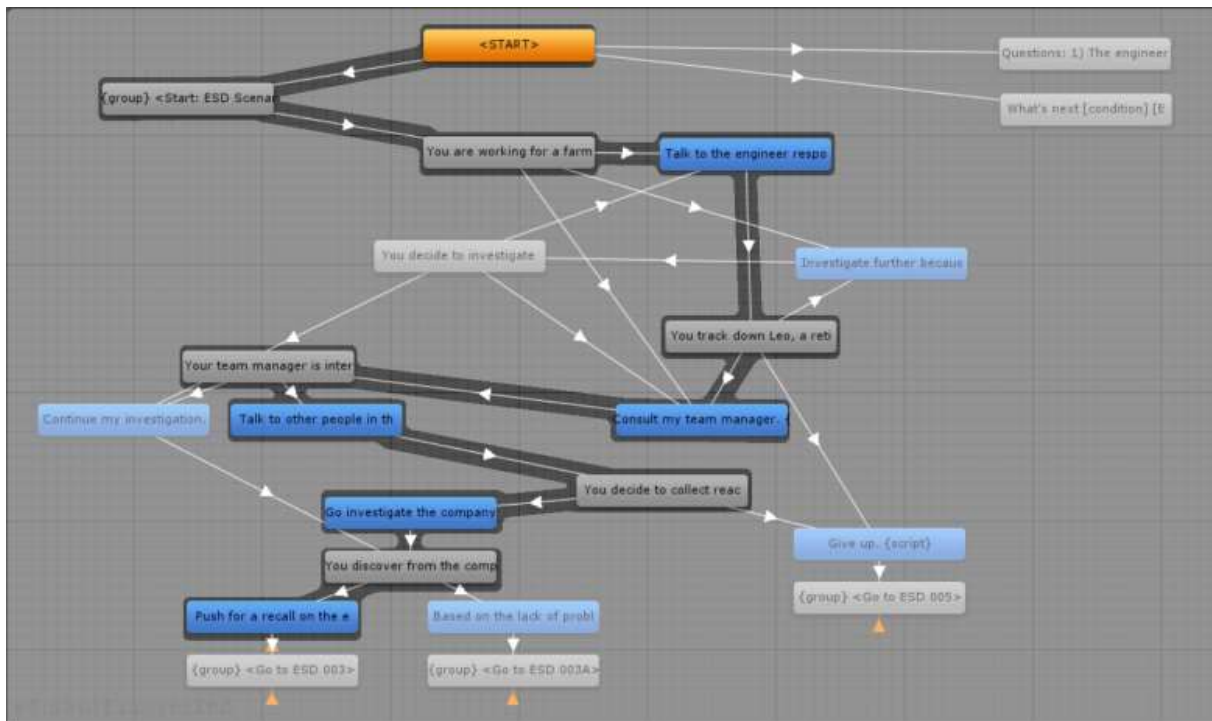 <START>
Questions: 1) The engineer
{group} <Start: ESD Scenar
What's next [condition] [E
You are working for a farm
Talk to the engineer respo
You decide to investigate
Investigate further becaus
You track down Leo, a reti
Your team manager is inter
Continue my investigation.
Talk to other people in th
Consult my team manager. {
You decide to collect reac
Go investigate the company
Give up. {script}
You discover from the comp
{group} <Go to ESD 005>
Push for a recall on the e
Based on the lack of probl
{group} <Go to ESD 003>
{group} <Go to ESD 003A>